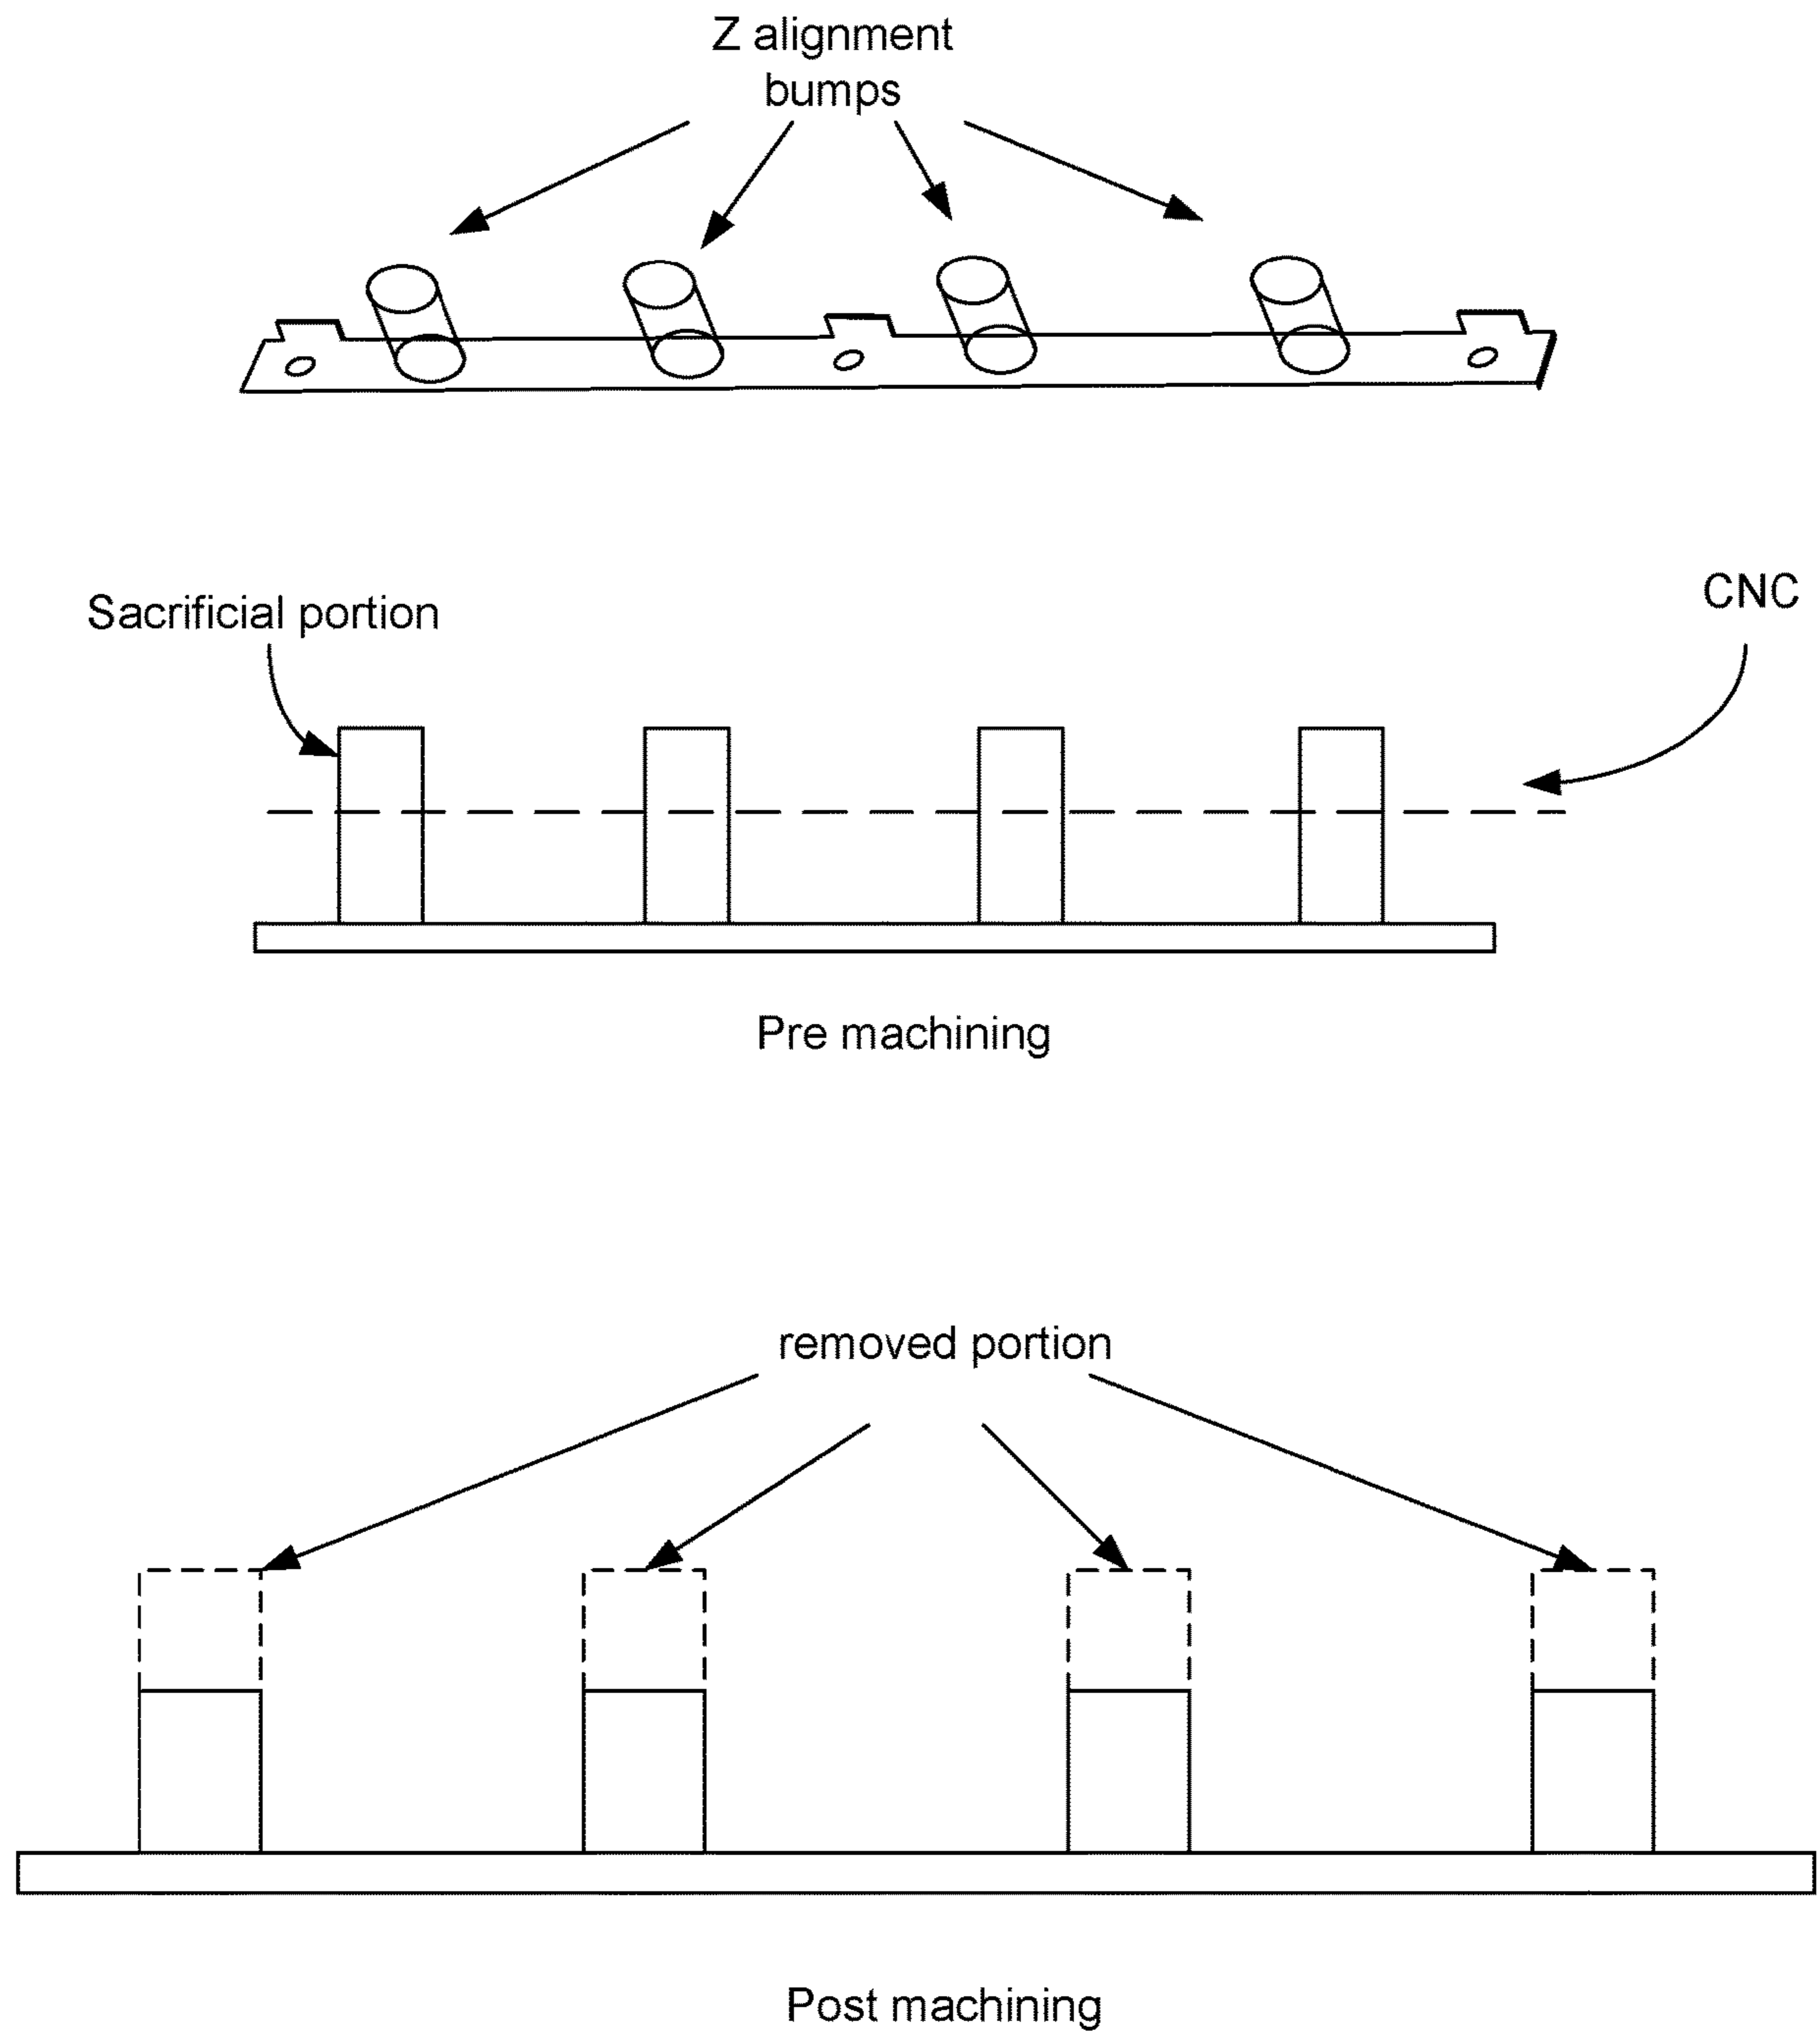 Z alignment
bumps
Sacrificial portion
CNC
Pre machining
removed portion
Post machining